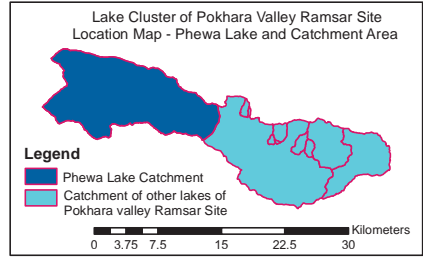 Lake Cluster of Pokhara Valley Ramsar Site
Location Map - Phewa Lake and Catchment Area
Legend
Phewa Lake Catchment
Catchment of other lakes of
Pokhara valley Ramsar Site
Kilometers
0 3.75 7.5 15 22.5 30